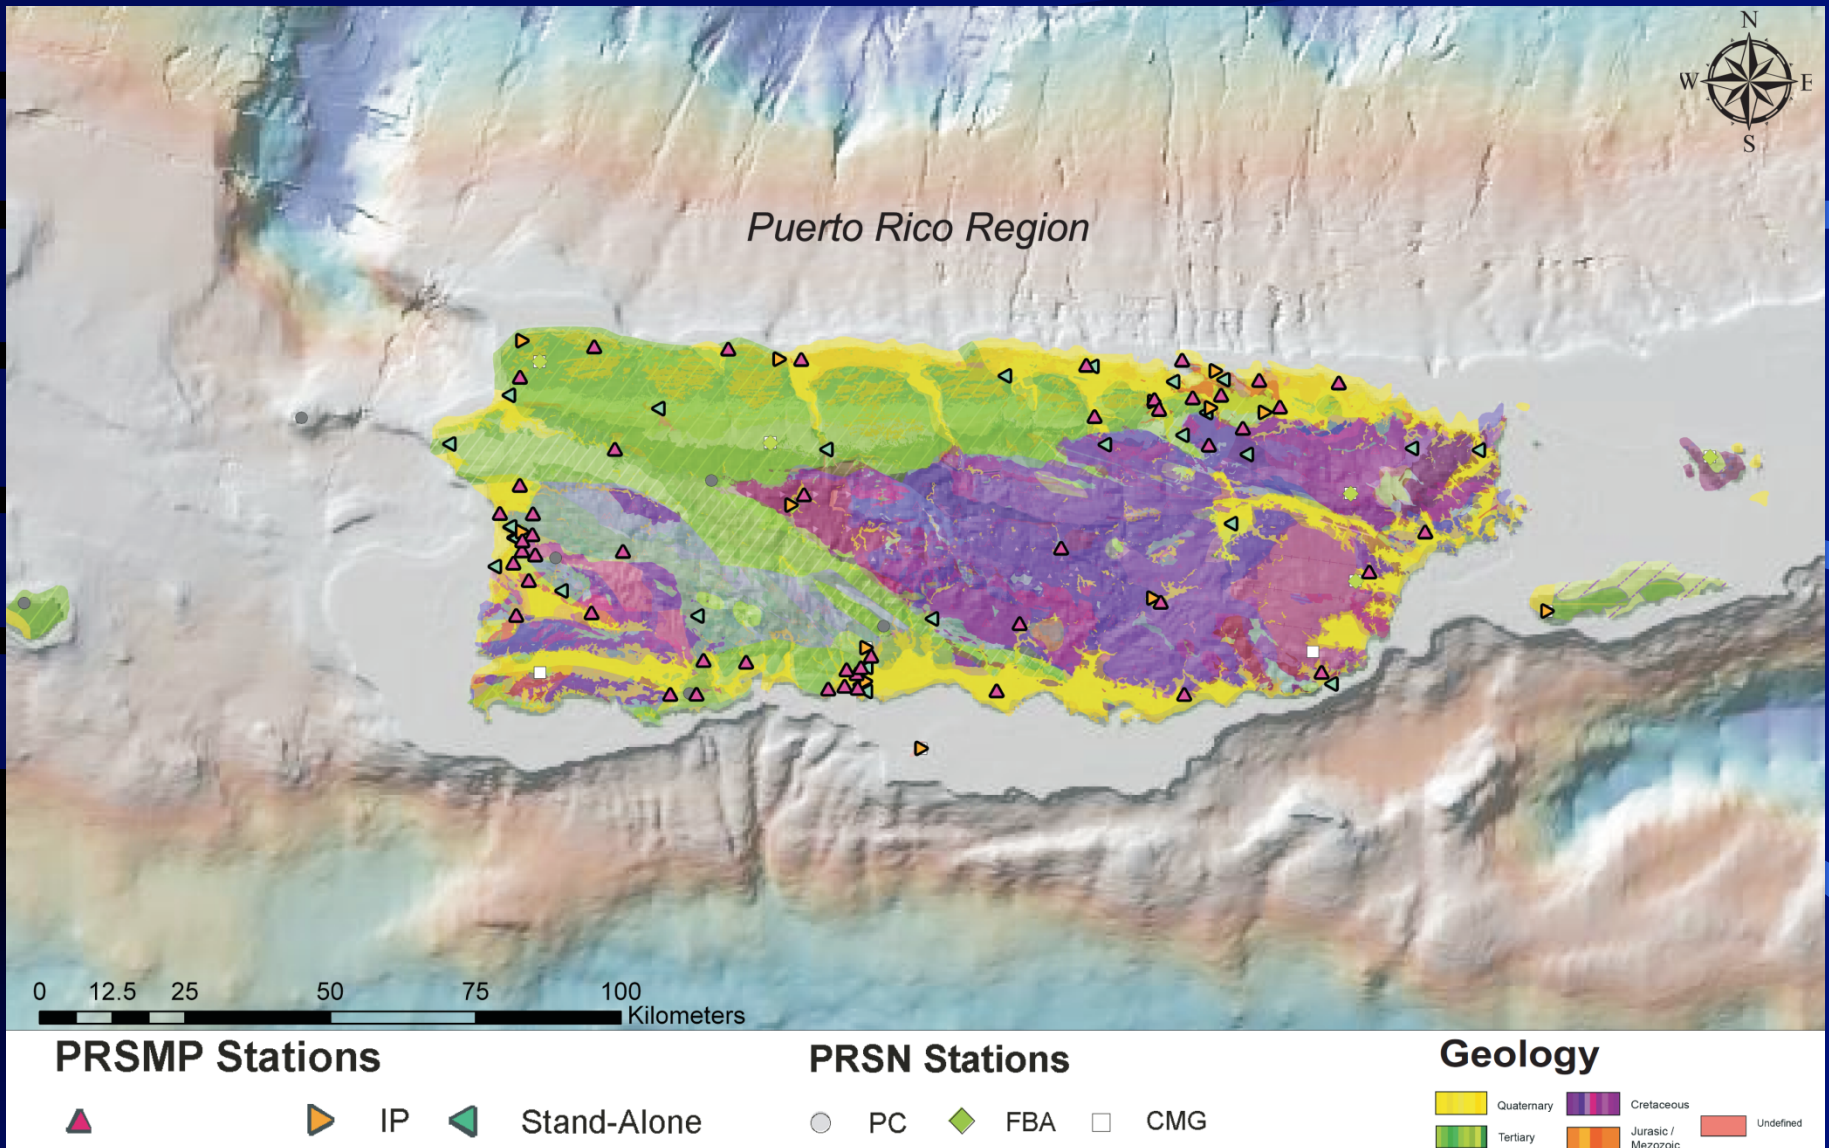 N
W E
S
Puerto Rico Region
0 12.5 25 50 75 100
Kilometers
PRSMP Stations
PRSN Stations
Geology
IP
Stand-Alone
PC
FBA
CMG
Quaternary
Cretaceous
Undefined
Tertiary
Jurasic /
Mezozoic